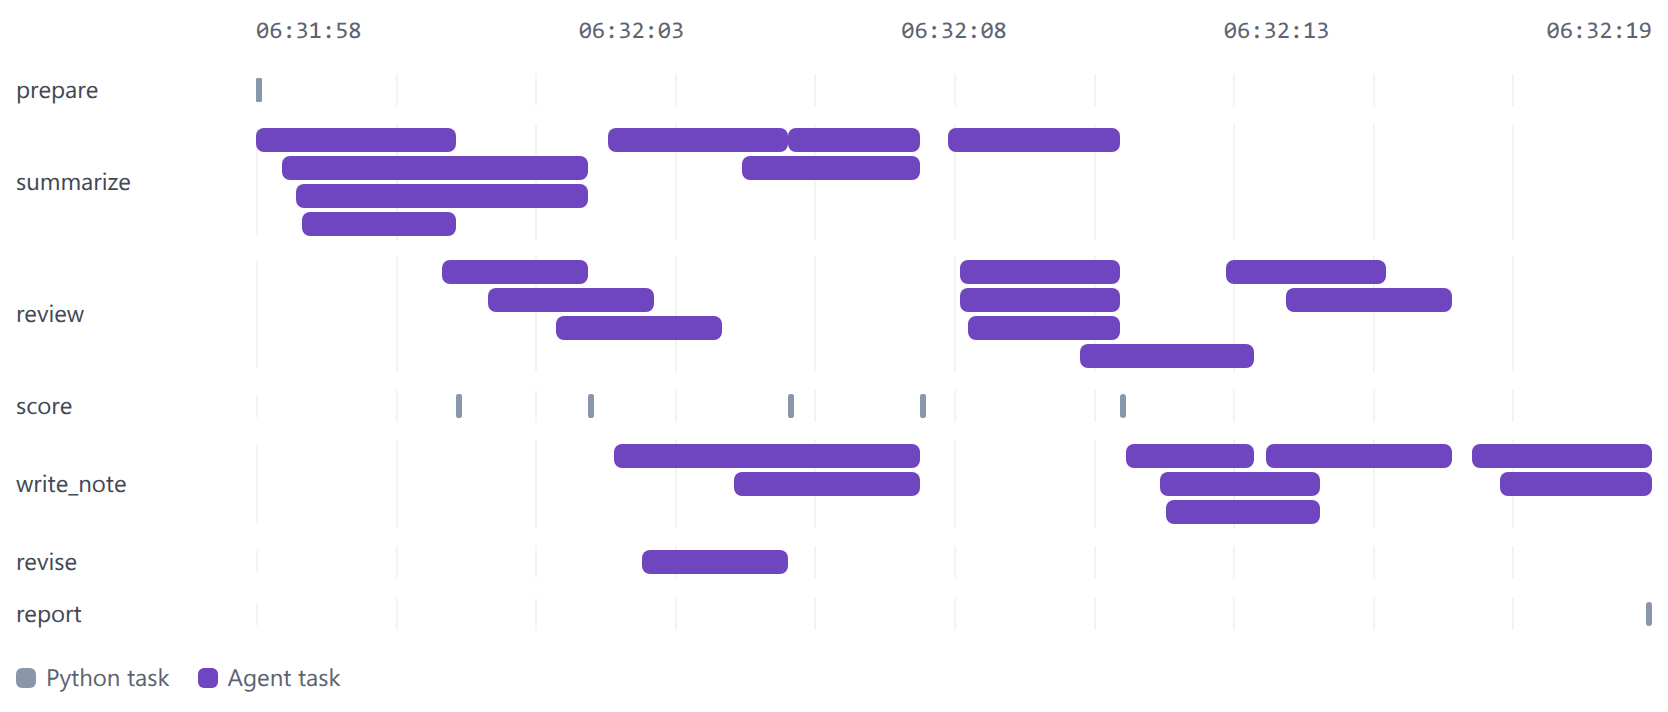 06:31:58 06:32:03 06:32:08 06:32:13 06:32:19
prepare
summarize
review
score
write_note
revise
report
Python task Agent task